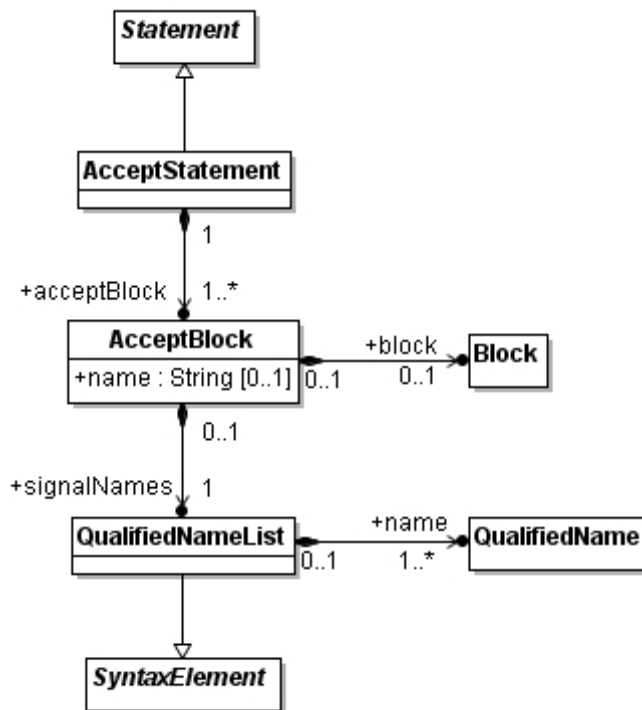 Statement
AcceptStatement
1
+acceptBlock 1..*
AcceptBlock
+name : String [0..1]
0..1
+block
0..1
Block
0..1
+signalNames 1
QualifiedNameList
0..1
+name
1..*
QualifiedName
SyntaxElement